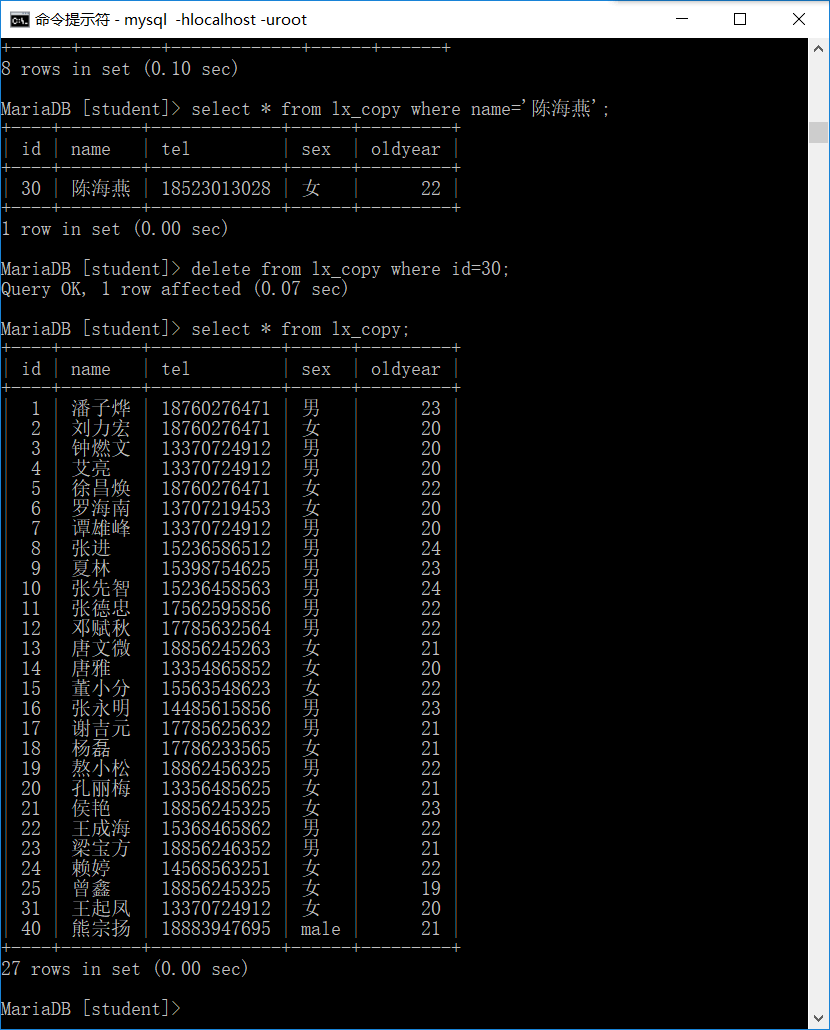 命令提示符 - mysql  -hlocalhost -uroot
+------+--------+-------------+------+------+
8 rows in set (0.10 sec)
MariaDB [student]> select * from lx_copy where name='陈海燕';
+----+--------+-------------+------+---------+
| id | name   | tel         | sex  | oldyear |
+----+--------+-------------+------+---------+
| 30 | 陈海燕 | 18523013028 | 女   |      22 |
+----+--------+-------------+------+---------+
1 row in set (0.00 sec)
MariaDB [student]> delete from lx_copy where id=30;
Query OK, 1 row affected (0.07 sec)
MariaDB [student]> select * from lx_copy;
+----+--------+-------------+------+---------+
| id | name   | tel         | sex  | oldyear |
+----+--------+-------------+------+---------+
|  1 | 潘子烨 | 18760276471 | 男   |      23 |
|  2 | 刘力宏 | 18760276471 | 女   |      20 |
|  3 | 钟燃文 | 13370724912 | 男   |      20 |
|  4 | 艾亮   | 13370724912 | 男   |      20 |
|  5 | 徐昌焕 | 18760276471 | 女   |      22 |
|  6 | 罗海南 | 13707219453 | 女   |      20 |
|  7 | 谭雄峰 | 13370724912 | 男   |      20 |
|  8 | 张进   | 15236586512 | 男   |      24 |
|  9 | 夏林   | 15398754625 | 男   |      23 |
| 10 | 张先智 | 15236458563 | 男   |      24 |
| 11 | 张德忠 | 17562595856 | 男   |      22 |
| 12 | 邓赋秋 | 17785632564 | 男   |      22 |
| 13 | 唐文微 | 18856245263 | 女   |      21 |
| 14 | 唐雅   | 13354865852 | 女   |      20 |
| 15 | 董小分 | 15563548623 | 女   |      22 |
| 16 | 张永明 | 14485615856 | 男   |      23 |
| 17 | 谢吉元 | 17785625632 | 男   |      21 |
| 18 | 杨磊   | 17786233565 | 女   |      21 |
| 19 | 熬小松 | 18862456325 | 男   |      22 |
| 20 | 孔丽梅 | 13356485625 | 女   |      21 |
| 21 | 侯艳   | 18856245325 | 女   |      23 |
| 22 | 王成海 | 15368465862 | 男   |      22 |
| 23 | 梁宝方 | 18856246352 | 男   |      21 |
| 24 | 赖婷   | 14568563251 | 女   |      22 |
| 25 | 曾鑫   | 18856245325 | 女   |      19 |
| 31 | 王起凤 | 13370724912 | 女   |      20 |
| 40 | 熊宗扬 | 18883947695 | male |      21 |
+----+--------+-------------+------+---------+
27 rows in set (0.00 sec)
MariaDB [student]>